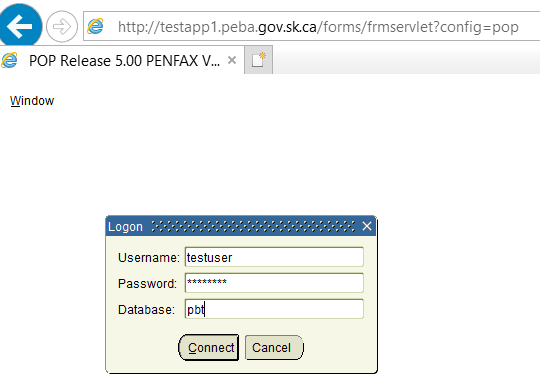 http://testapp1.peba.gov.sk.ca/forms/frmservlet?config=pop
POP Release 5.00 PENFAX V...
Window
Logon
Username: testuser
Password: ********
Database: pbt
Connect Cancel